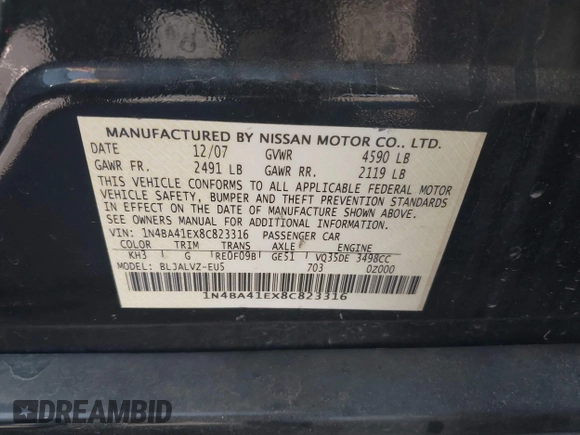 MANUFACTURED BY NISSAN MOTOR CO., LTD.
DATE 12/07 GVWR 4590 LB
GAWR FR. 2491 LB GAWR RR. 2119 LB
THIS VEHICLE CONFORMS TO ALL APPLICABLE FEDERAL MOTOR
VEHICLE SAFETY, BUMPER AND THEFT PREVENTION STANDARDS
IN EFFECT ON THE DATE OF MANUFACTURE SHOWN ABOVE.
SEE OWNERS MANUAL FOR ADDITIONAL INFORMATION.
VIN: 1N4BA41EX8C823316 PASSENGER CAR
COLOR TRIM TRANS AXLE ENGINE
KH3 G RE0F09B GE51 VQ35DE 3498CC
MODEL: BLJALVZ-EU5 703 0Z000
1N4BA41EX8C823316
DREAMBID